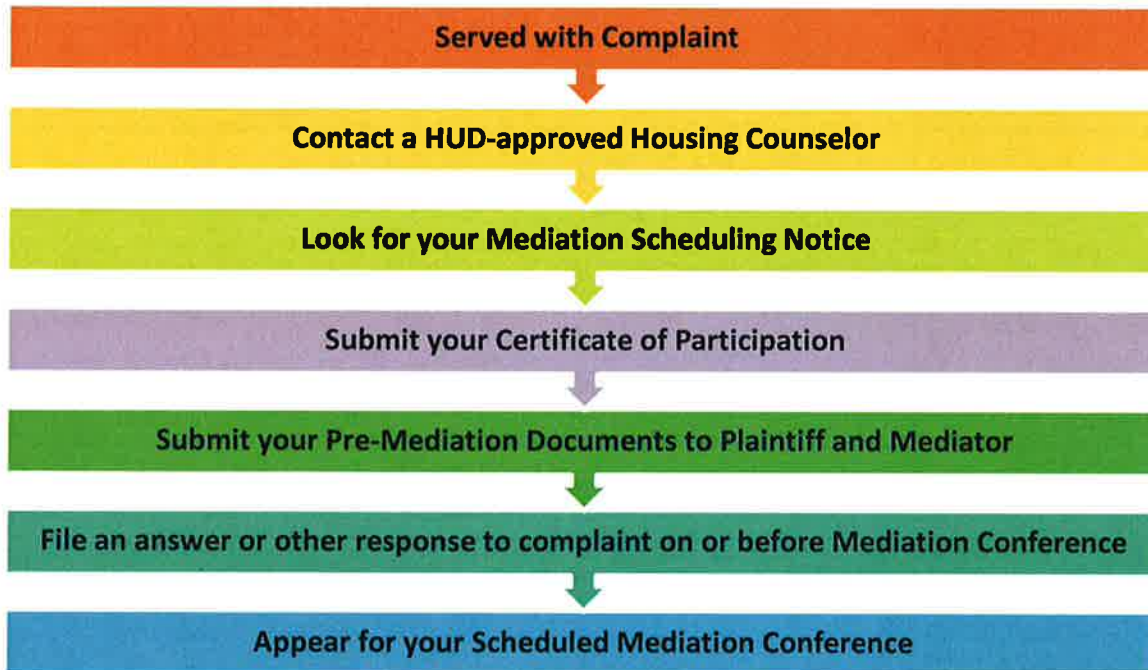 Served with Complaint
Contact a HUD-approved Housing Counselor
Look for your Mediation Scheduling Notice
Submit your Certificate of Participation
Submit your Pre-Mediation Documents to Plaintiff and Mediator
File an answer or other response to complaint on or before Mediation Conference
Appear for your Scheduled Mediation Conference